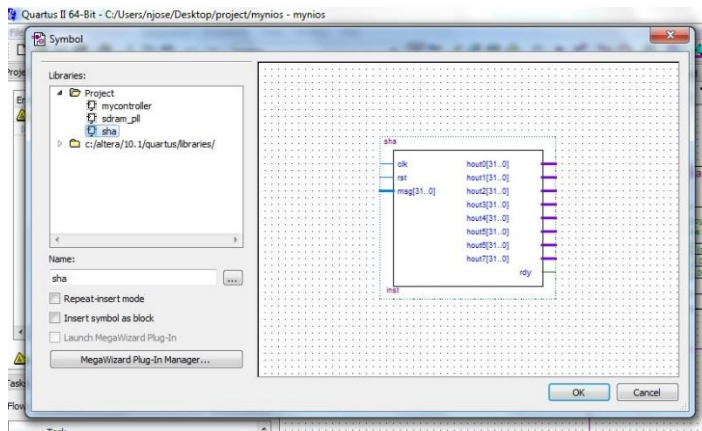 Quartus II 64-Bit - C:/Users/njose/Desktop/project/mynios - mynios
Symbol
Libraries:
Project
mycontroller
sdram_pll
sha
c:/altera/10.1/quartus/libraries/
Name:
sha
...
Repeat-insert mode
Insert symbol as block
Launch MegaWizard Plug-In
MegaWizard Plug-In Manager...
sha
clk hout0[31..0]
rst hout1[31..0]
msg[31..0] hout2[31..0]
hout3[31..0]
hout4[31..0]
hout5[31..0]
hout6[31..0]
hout7[31..0]
rdy
inst
OK Cancel